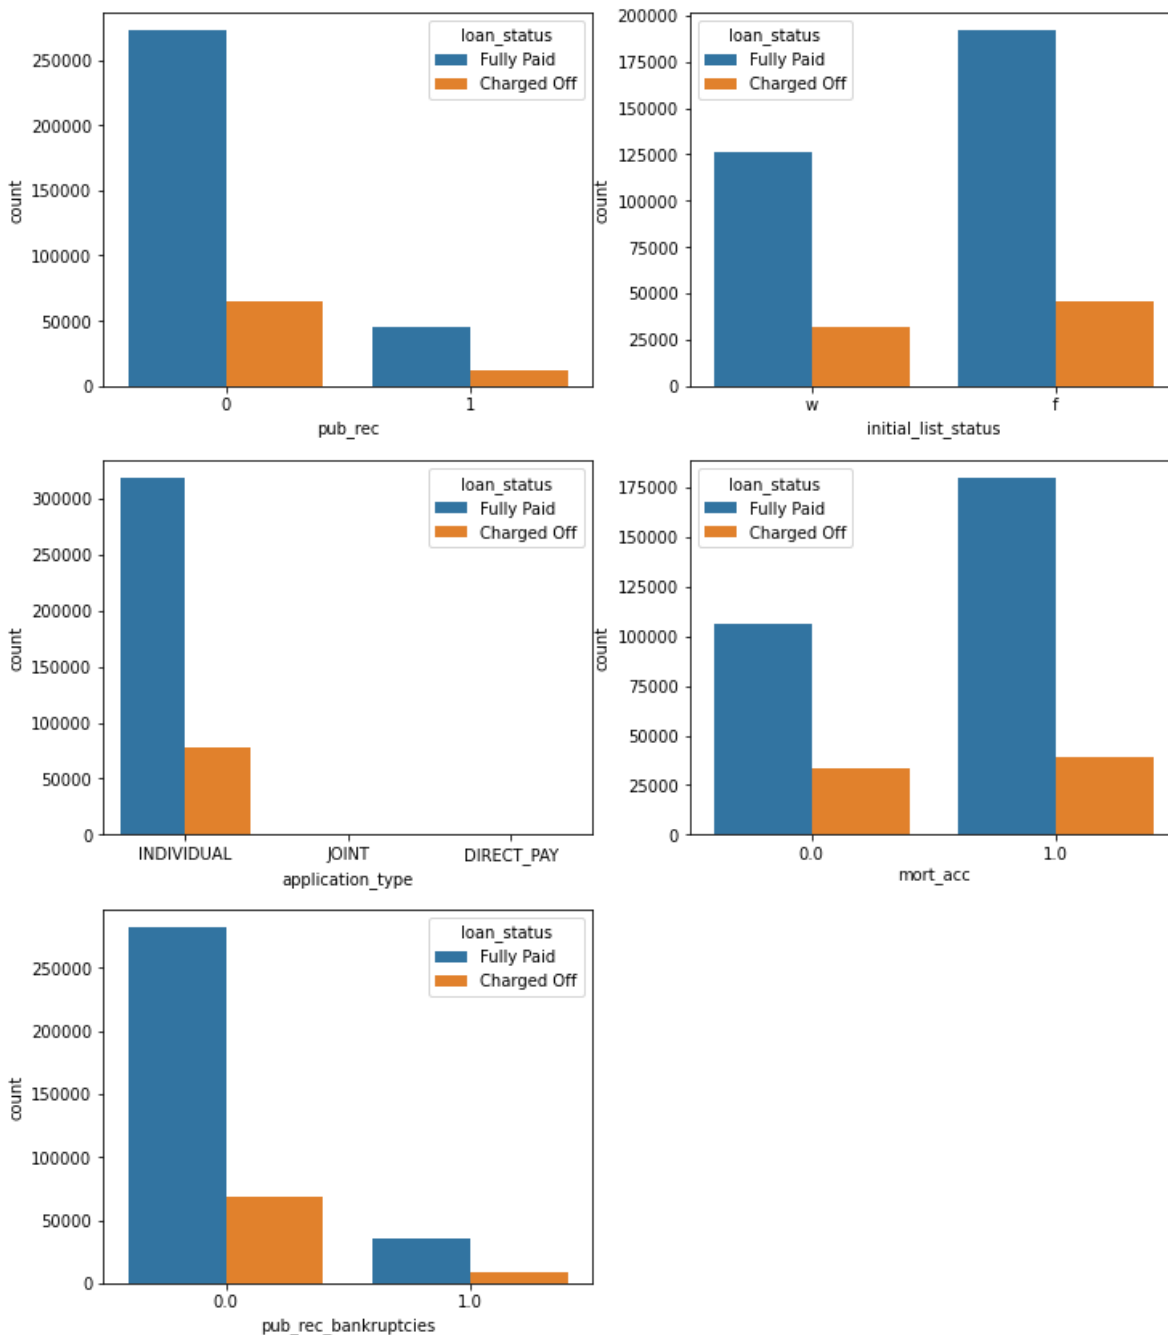 loan_status
Fully Paid
Charged Off
250000
200000
150000
100000
50000
0
count
0 1
pub_rec
loan_status
Fully Paid
Charged Off
200000
175000
150000
125000
100000
75000
50000
25000
0
count
w f
initial_list_status
loan_status
Fully Paid
Charged Off
300000
250000
200000
150000
100000
50000
0
count
INDIVIDUAL JOINT DIRECT_PAY
application_type
loan_status
Fully Paid
Charged Off
175000
150000
125000
100000
75000
50000
25000
0
count
0.0 1.0
mort_acc
loan_status
Fully Paid
Charged Off
250000
200000
150000
100000
50000
0
count
0.0 1.0
pub_rec_bankruptcies